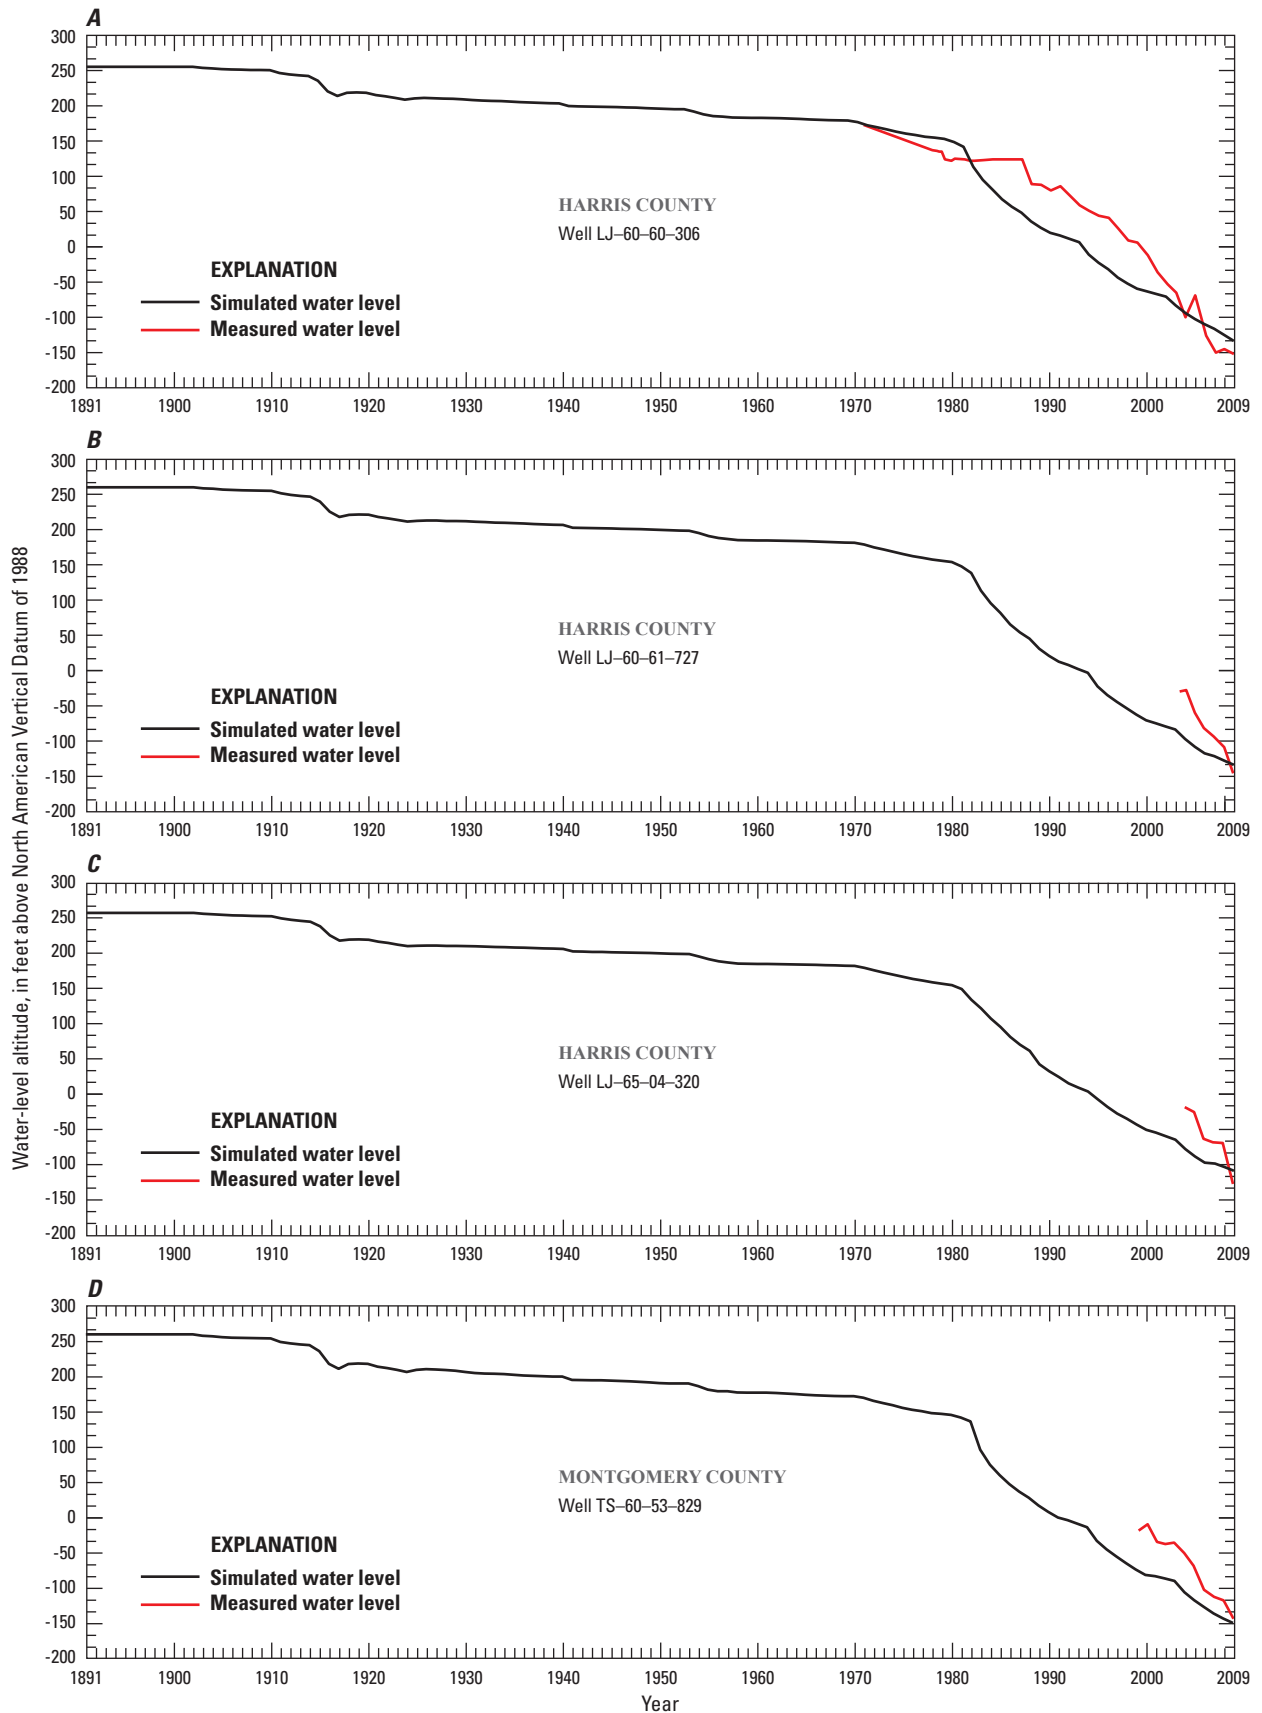 A
300
250
200
150
100
50
0
-50
-100
-150
-200
HARRIS COUNTY
Well LJ–60–60–306
EXPLANATION
Simulated water level
Measured water level
1891 1900 1910 1920 1930 1940 1950 1960 1970 1980 1990 2000 2009
B
300
250
200
150
100
50
0
-50
-100
-150
-200
HARRIS COUNTY
Well LJ–60–61–727
EXPLANATION
Simulated water level
Measured water level
1891 1900 1910 1920 1930 1940 1950 1960 1970 1980 1990 2000 2009
Water-level altitude, in feet above North American Vertical Datum of 1988
C
300
250
200
150
100
50
0
-50
-100
-150
-200
HARRIS COUNTY
Well LJ–65–04–320
EXPLANATION
Simulated water level
Measured water level
1891 1900 1910 1920 1930 1940 1950 1960 1970 1980 1990 2000 2009
D
300
250
200
150
100
50
0
-50
-100
-150
-200
MONTGOMERY COUNTY
Well TS–60–53–829
EXPLANATION
Simulated water level
Measured water level
1891 1900 1910 1920 1930 1940 1950 1960 1970 1980 1990 2000 2009
Year